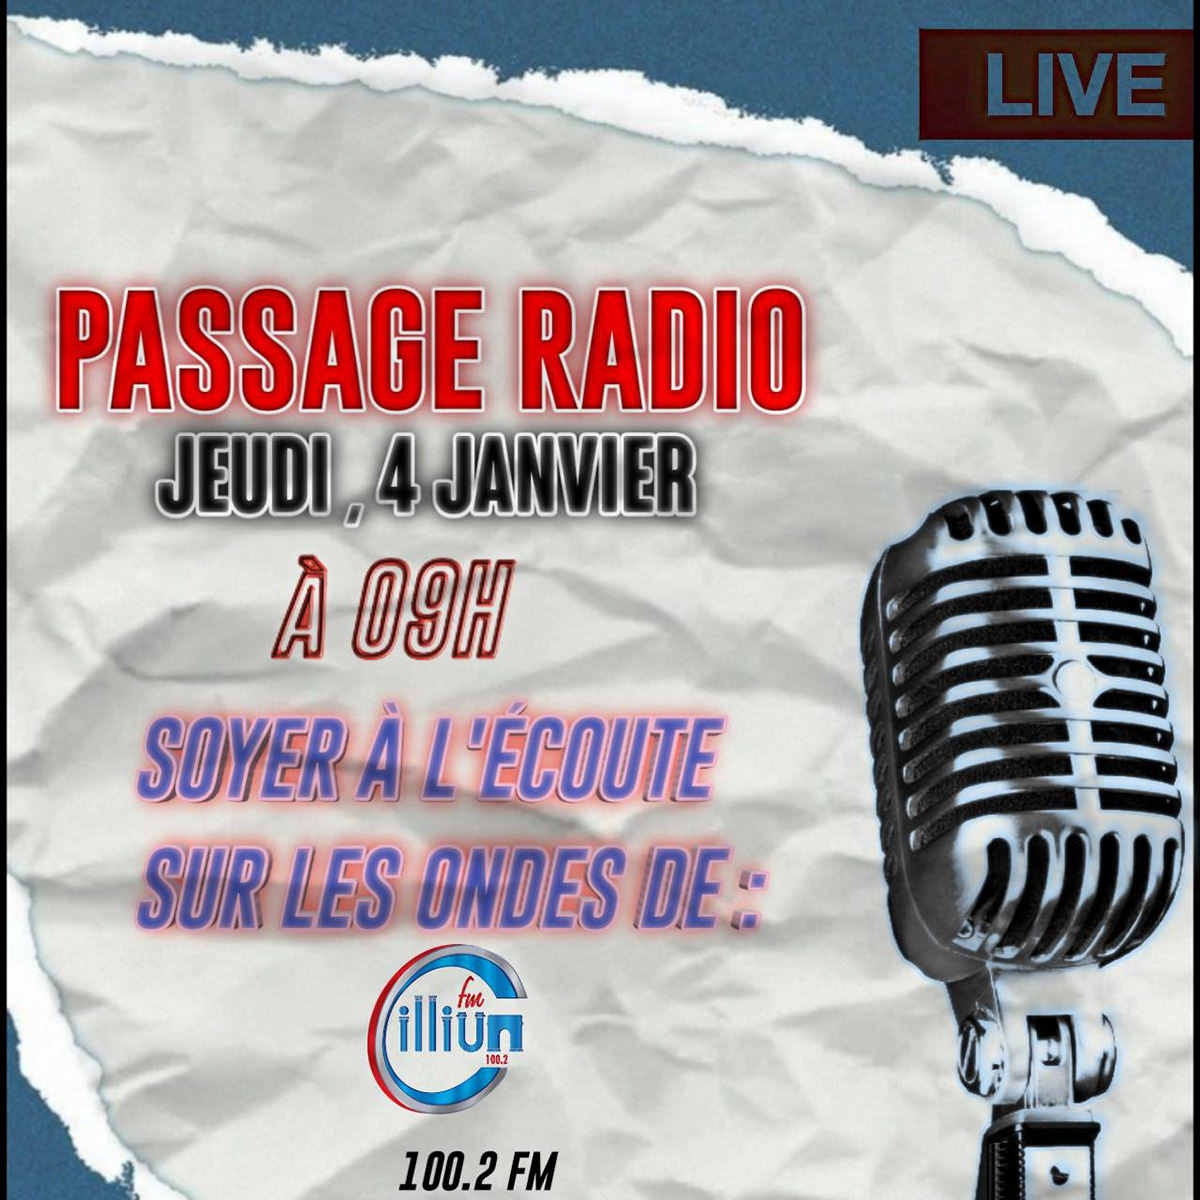 LIVE
PASSAGE RADIO
JEUDI , 4 JANVIER
À 09H
SOYER À L'ÉCOUTE
SUR LES ONDES DE :
fm
Cilliun
100.2
100.2 FM